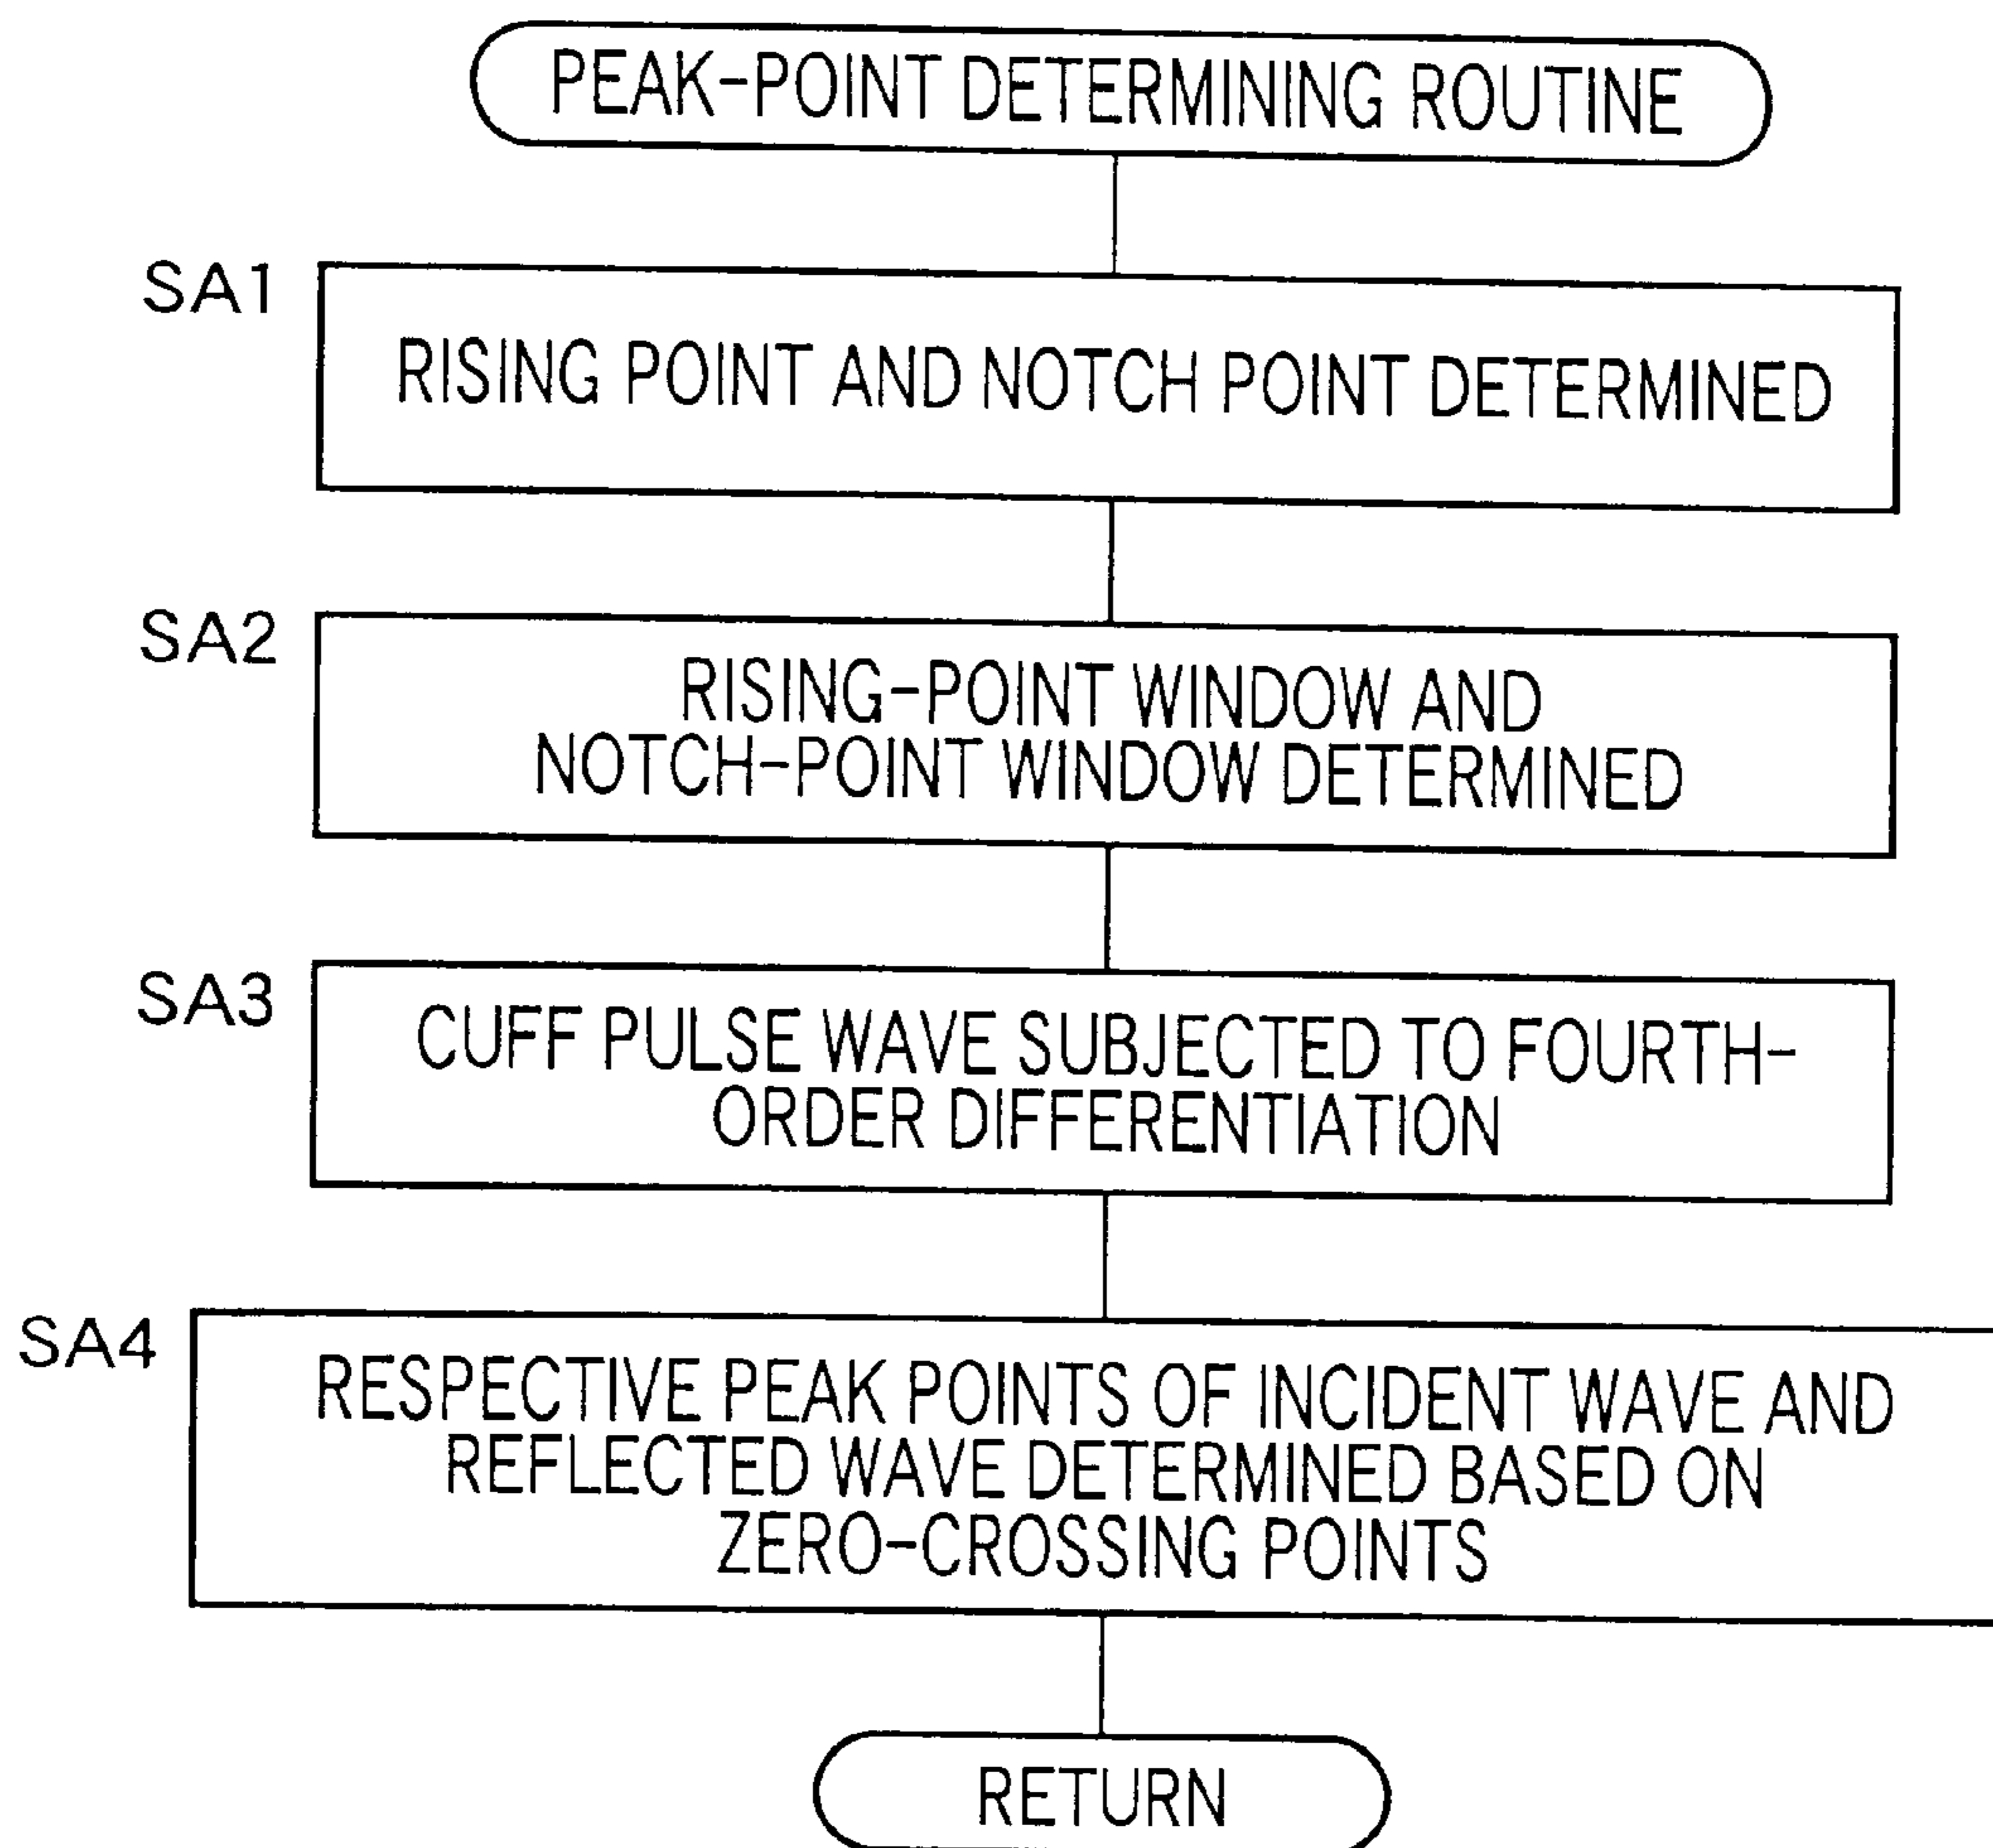 PEAK-POINT DETERMINING ROUTINE
SA1
RISING POINT AND NOTCH POINT DETERMINED
SA2
RISING-POINT WINDOW AND
NOTCH-POINT WINDOW DETERMINED
SA3
CUFF PULSE WAVE SUBJECTED TO FOURTH-
ORDER DIFFERENTIATION
SA4
RESPECTIVE PEAK POINTS OF INCIDENT WAVE AND
REFLECTED WAVE DETERMINED BASED ON
ZERO-CROSSING POINTS
RETURN